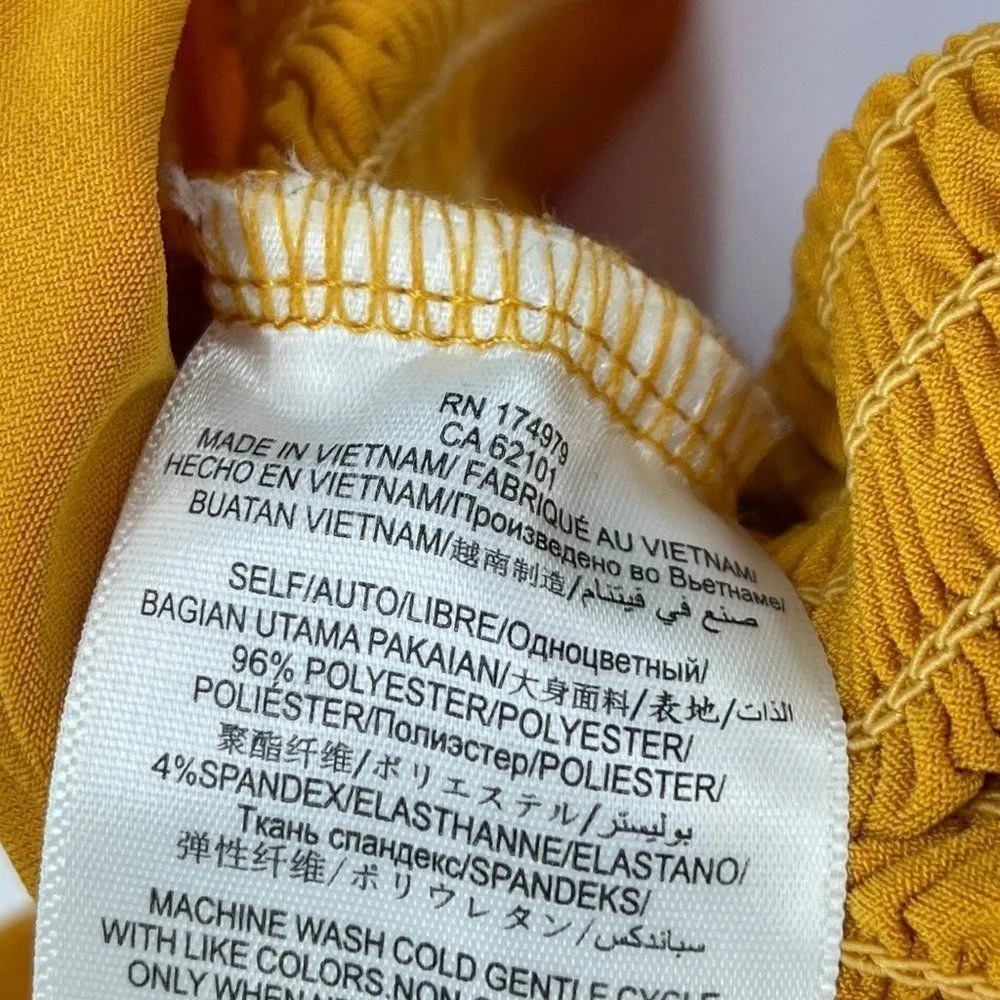 RN 174979
CA 62101
MADE IN VIETNAM/ FABRIQUÉ AU VIETNAM/
HECHO EN VIETNAM/Произведено во Вьетнаме/
BUATAN VIETNAM/越南制造/صنع في فيتنام
SELF/AUTO/LIBRE/Одноцветный/
BAGIAN UTAMA PAKAIAN/大身面料/表地/الذات
96% POLYESTER/POLYESTER/
POLIÉSTER/Полиэстер/POLIESTER/
聚酯纤维/ポリエステル/بوليستر
4%SPANDEX/ELASTHANNE/ELASTANO/
Ткань спандекс/SPANDEKS/
弹性纤维/ポリウレタン/سباندكس
MACHINE WASH COLD GENTLE CYCLE
WITH LIKE COLORS,NON
ONLY WHEN